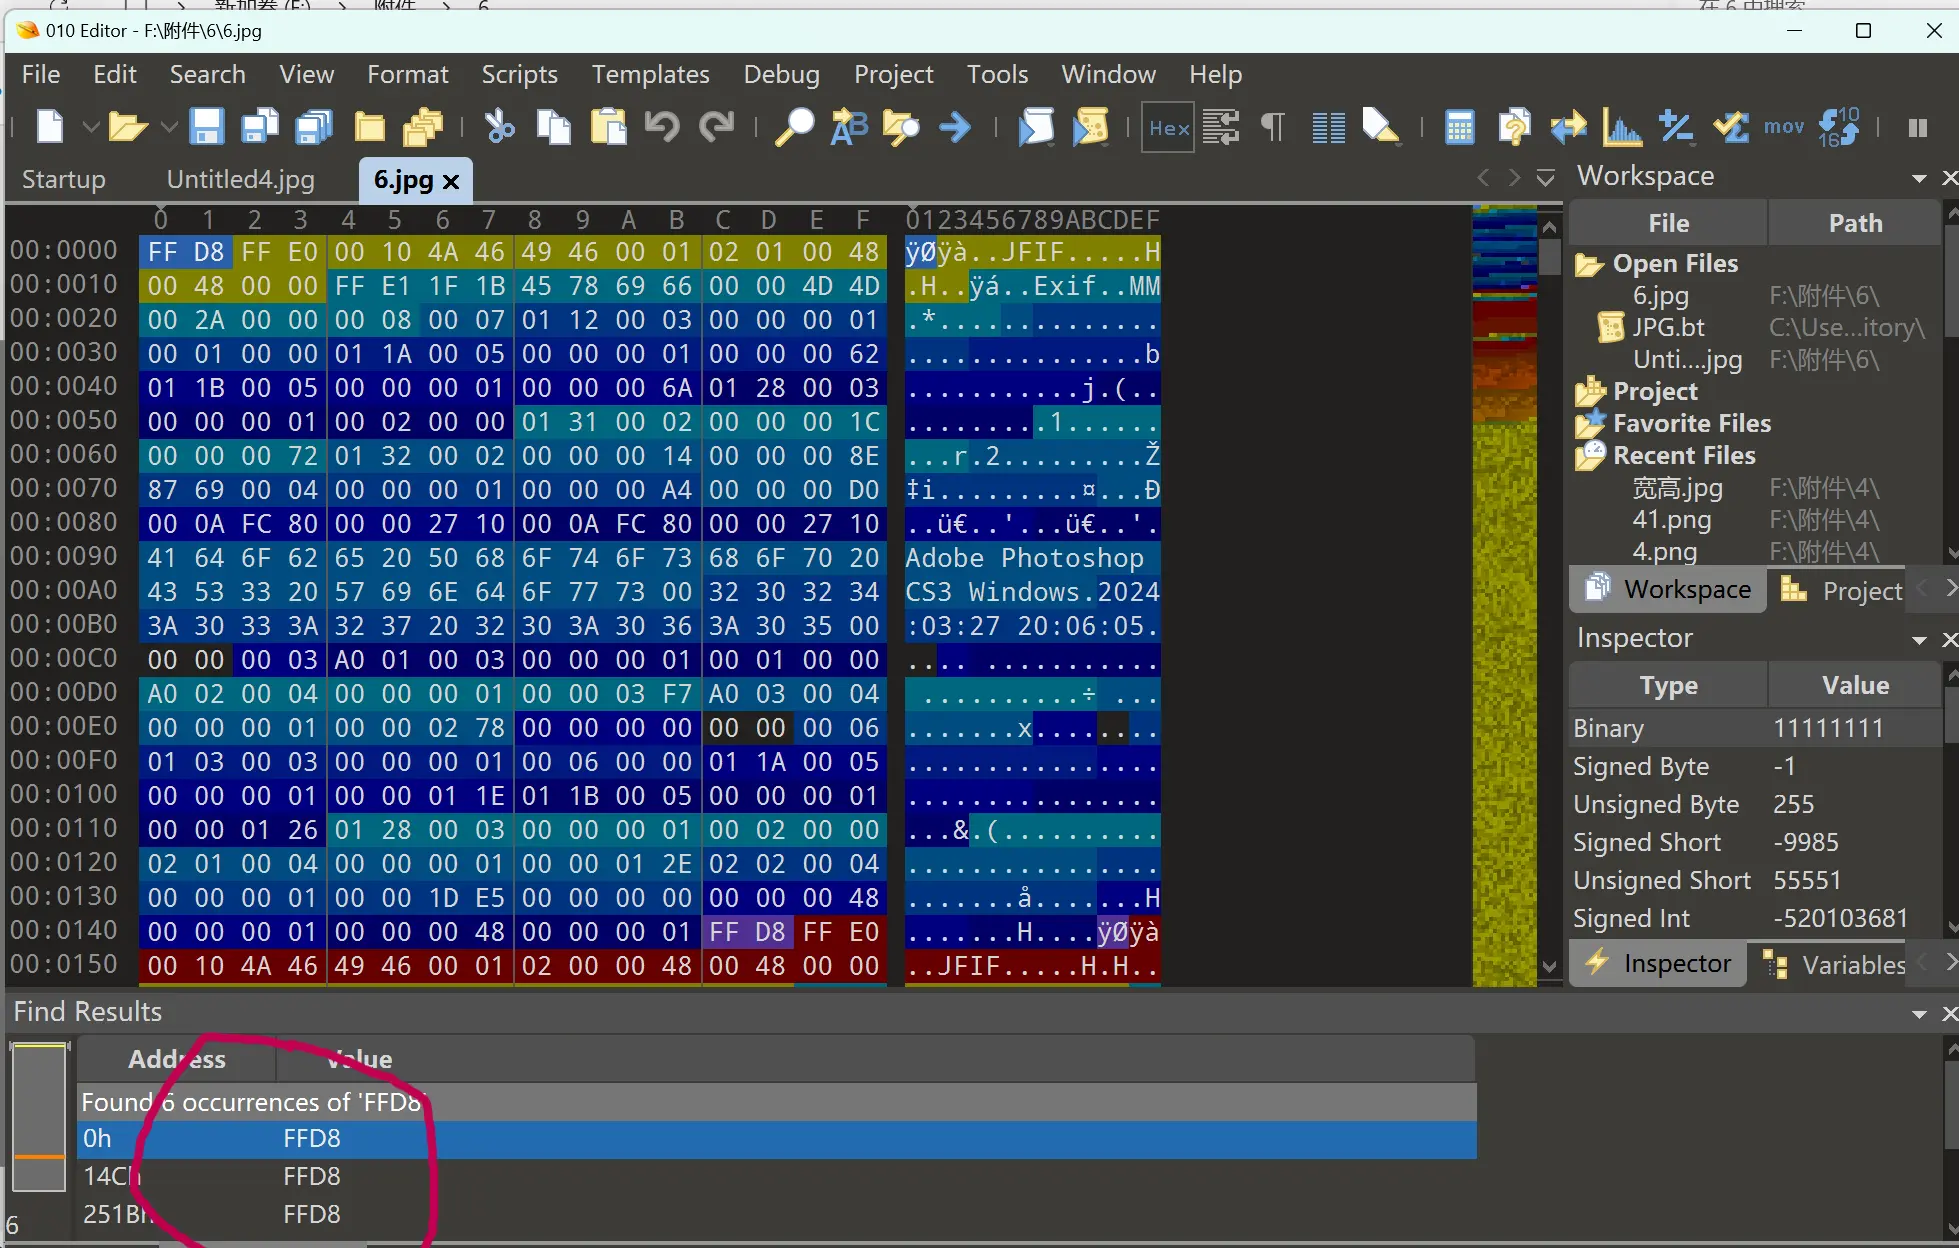 010 Editor - F:\附件\6\6.jpg
File Edit Search View Format Scripts Templates Debug Project Tools Window Help
Hex mov 10 16
Startup Untitled4.jpg 6.jpg
0 1 2 3 4 5 6 7 8 9 A B C D E F 0123456789ABCDEF
00:0000 FF D8 FF E0 00 10 4A 46 49 46 00 01 02 01 00 48 ÿØÿà..JFIF.....H
00:0010 00 48 00 00 FF E1 1F 1B 45 78 69 66 00 00 4D 4D .H..ÿá..Exif..MM
00:0020 00 2A 00 00 00 08 00 07 01 12 00 03 00 00 00 01 .*..............
00:0030 00 01 00 00 01 1A 00 05 00 00 00 01 00 00 00 62 ...............b
00:0040 01 1B 00 05 00 00 00 01 00 00 00 6A 01 28 00 03 ...........j.(..
00:0050 00 00 00 01 00 02 00 00 01 31 00 02 00 00 00 1C .........1......
00:0060 00 00 00 72 01 32 00 02 00 00 00 14 00 00 00 8E ...r.2.........Ž
00:0070 87 69 00 04 00 00 00 01 00 00 00 A4 00 00 00 D0 ‡i.........¤...Ð
00:0080 00 0A FC 80 00 00 27 10 00 0A FC 80 00 00 27 10 ..ü€..'...ü€..'.
00:0090 41 64 6F 62 65 20 50 68 6F 74 6F 73 68 6F 70 20 Adobe Photoshop
00:00A0 43 53 33 20 57 69 6E 64 6F 77 73 00 32 30 32 34 CS3 Windows.2024
00:00B0 3A 30 33 3A 32 37 20 32 30 3A 30 36 3A 30 35 00 :03:27 20:06:05.
00:00C0 00 00 00 03 A0 01 00 03 00 00 00 01 00 01 00 00 .... ...........
00:00D0 A0 02 00 04 00 00 00 01 00 00 03 F7 A0 03 00 04 ..........÷ ...
00:00E0 00 00 00 01 00 00 02 78 00 00 00 00 00 00 00 06 .......x........
00:00F0 01 03 00 03 00 00 00 01 00 06 00 00 01 1A 00 05 ................
00:0100 00 00 00 01 00 00 01 1E 01 1B 00 05 00 00 00 01 ................
00:0110 00 00 01 26 01 28 00 03 00 00 00 01 00 02 00 00 ...&.(..........
00:0120 02 01 00 04 00 00 00 01 00 00 01 2E 02 02 00 04 ................
00:0130 00 00 00 01 00 00 1D E5 00 00 00 00 00 00 00 48 .......å.......H
00:0140 00 00 00 01 00 00 00 48 00 00 00 01 FF D8 FF E0 .......H....ÿØÿà
00:0150 00 10 4A 46 49 46 00 01 02 00 00 48 00 48 00 00 ..JFIF.....H.H..
Workspace
File Path
Open Files
6.jpg F:\附件\6\
JPG.bt C:\Use...itory\
Unti....jpg F:\附件\6\
Project
Favorite Files
Recent Files
宽高.jpg F:\附件\4\
41.png F:\附件\4\
4.png F:\附件\4\
Workspace Project
Inspector
Type Value
Binary 11111111
Signed Byte -1
Unsigned Byte 255
Signed Short -9985
Unsigned Short 55551
Signed Int -520103681
Inspector Variables
Find Results
Address Value
Found 6 occurrences of 'FFD8'
0h FFD8
14Ch FFD8
251Bh FFD8
6